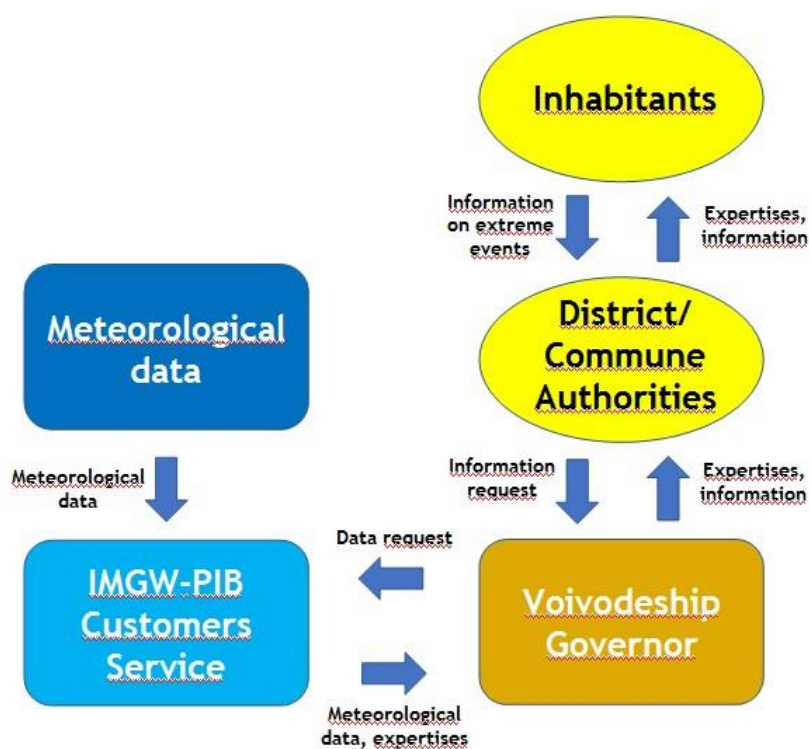 Inhabitants
Information
on extreme
events
Expertises,
information
Meteorological
data
District/
Commune
Authorities
Meteorological
data
Information
request
Expertises,
information
Data request
IMGW-PIB
Customers
Service
Voivodeship
Governor
Meteorological
data, expertises